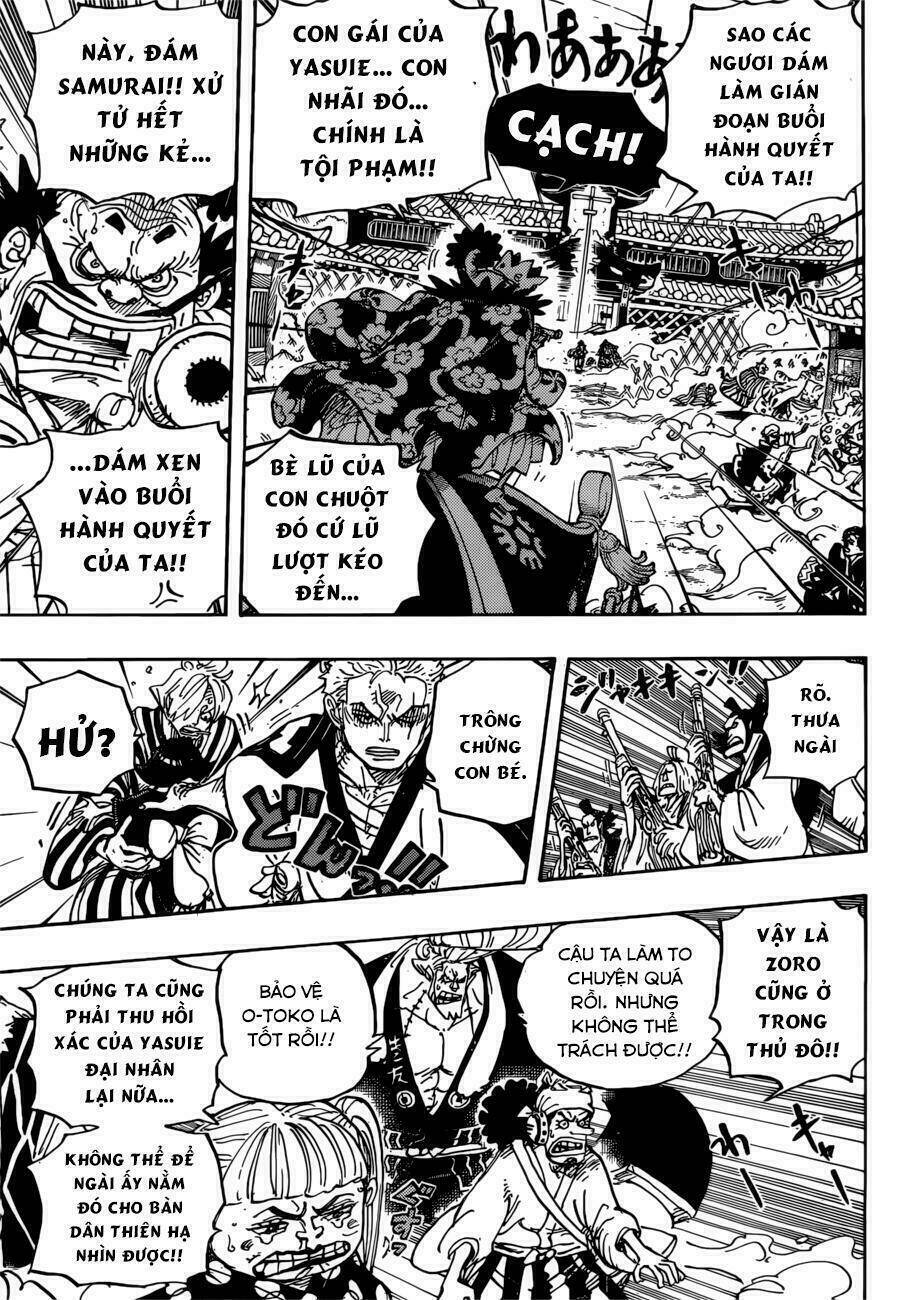 SAO CÁC
NGƯƠI DÁM
LÀM GIÁN
ĐOẠN BUỔI
HÀNH QUYẾT
CỦA TA!!
わあああ
CẠCH!
CON GÁI CỦA
YASUIE... CON
NHÃI ĐÓ...
CHÍNH LÀ
TỘI PHẠM!!
BÈ LŨ CỦA
CON CHUỘT
ĐÓ CỨ LŨ
LƯỢT KÉO
ĐẾN...
NÀY, ĐÁM
SAMURAI!! XỬ
TỬ HẾT
NHỮNG KẺ...
...DÁM XEN
VÀO BUỔI
HÀNH QUYẾT
CỦA TA!!
RÕ.
THƯA
NGÀI
ジャキキ
TRÔNG
CHỪNG
CON BÉ.
HỬ?
VẬY LÀ
ZORO
CŨNG Ở
TRONG
THỦ ĐÔ!!
CẬU TA LÀM TO
CHUYỆN QUÁ
RỒI. NHƯNG
KHÔNG THỂ
TRÁCH ĐƯỢC!!
わー
BẢO VỆ
O-TOKO LÀ
TỐT RỒI!!
CHÚNG TA CŨNG
PHẢI THU HỒI
XÁC CỦA YASUIE
ĐẠI NHÂN
LẠI NỮA...
KHÔNG THỂ ĐỂ
NGÀI ẤY NẰM
ĐÓ CHO BÀN
DÂN THIÊN HẠ
NHÌN ĐƯỢC!!